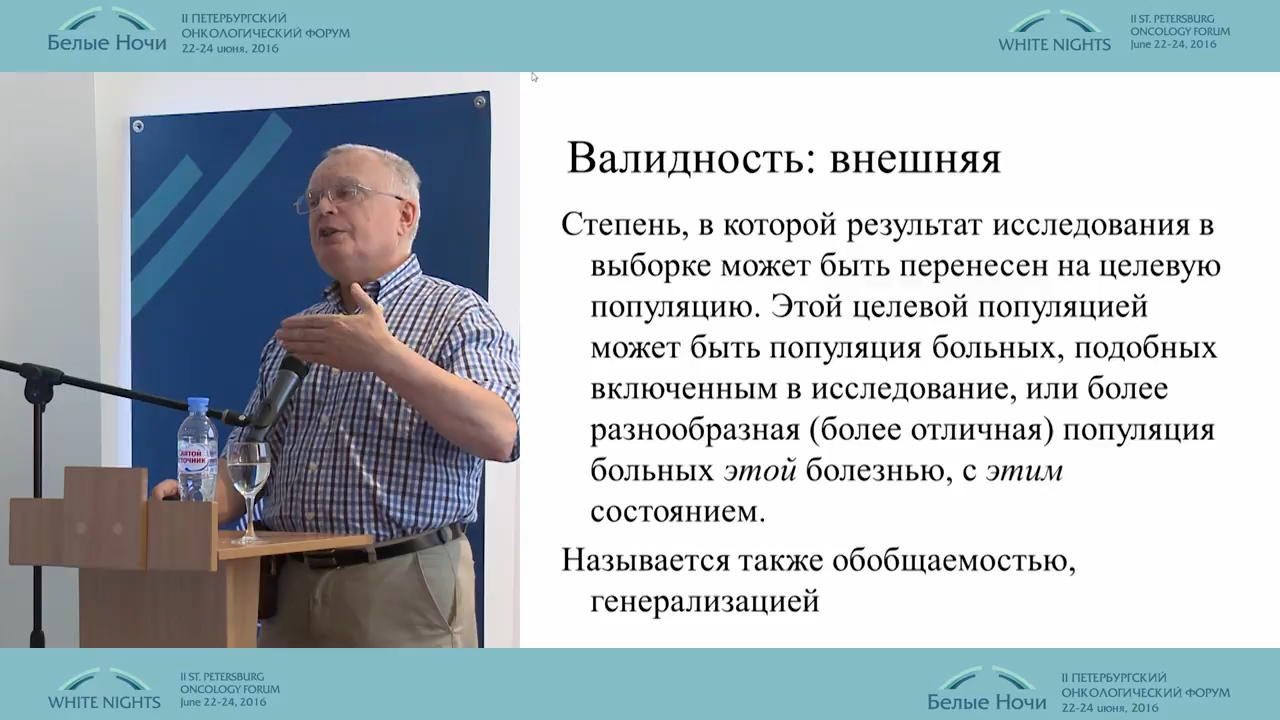 Белые Ночи
II ПЕТЕРБУРГСКИЙ
ОНКОЛОГИЧЕСКИЙ ФОРУМ
22-24 июня, 2016
WHITE NIGHTS
II ST. PETERSBURG
ONCOLOGY FORUM
June 22-24, 2016
Валидность: внешняя
Степень, в которой результат исследования в
выборке может быть перенесен на целевую
популяцию. Этой целевой популяцией
может быть популяция больных, подобных
включенным в исследование, или более
разнообразная (более отличная) популяция
больных этой болезнью, с этим
состоянием.
Называется также обобщаемостью,
генерализацией
WHITE NIGHTS
II ST. PETERSBURG
ONCOLOGY FORUM
June 22-24, 2016
Белые Ночи
II ПЕТЕРБУРГСКИЙ
ОНКОЛОГИЧЕСКИЙ ФОРУМ
22-24 июня, 2016